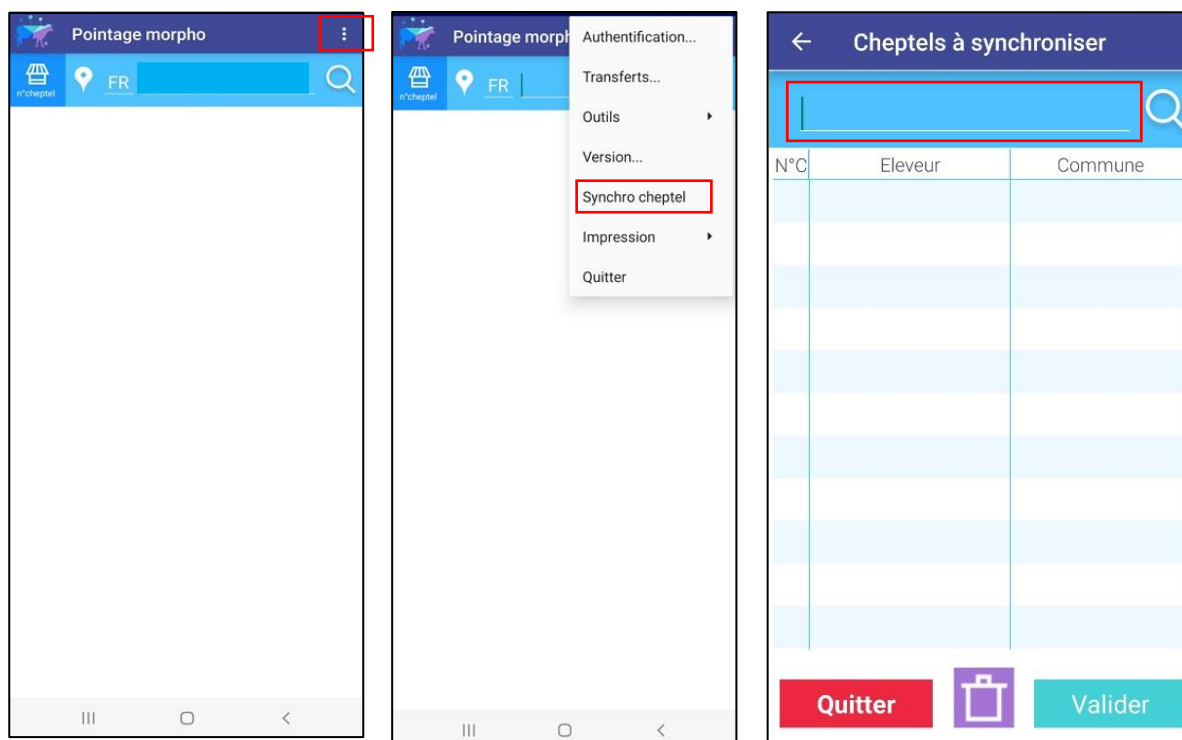 Pointage morpho
n°cheptel
FR
Pointage morph
n°cheptel
FR
Authentification...
Transferts...
Outils
Version...
Synchro cheptel
Impression
Quitter
Cheptels à synchroniser
N°C Eleveur Commune
Quitter Valider